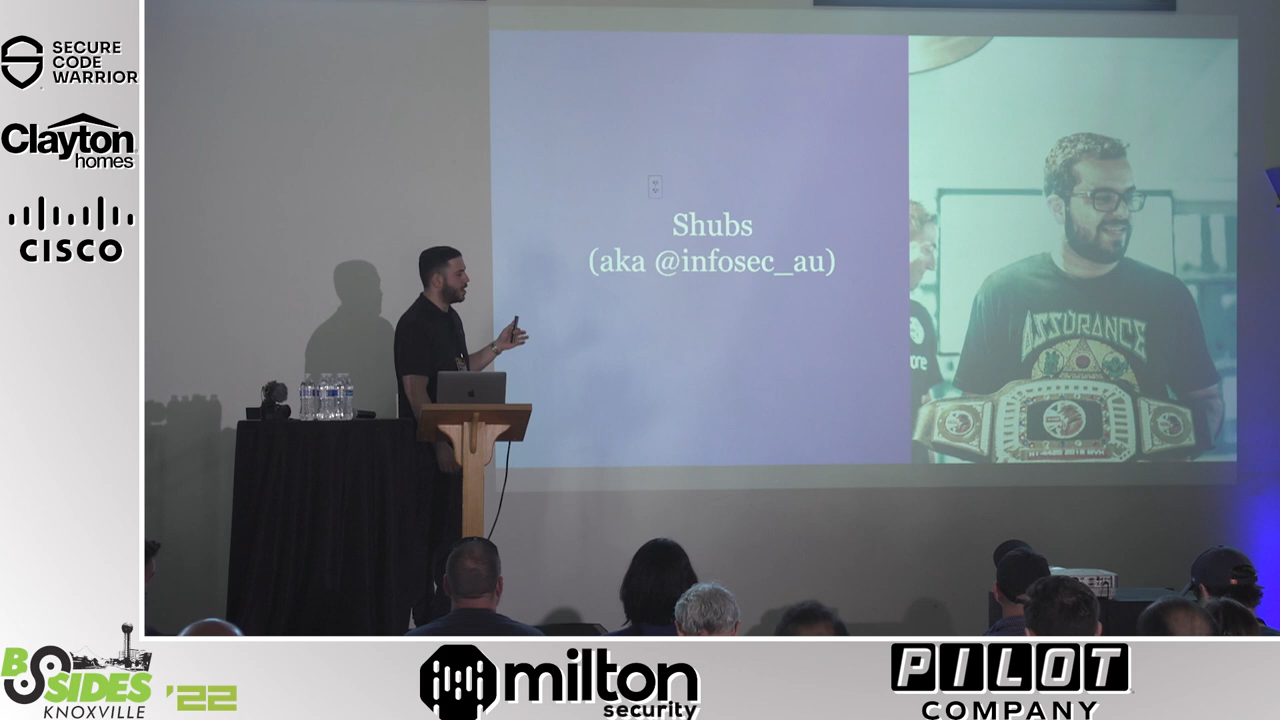 SECURE
CODE
WARRIOR
Clayton
homes
CISCO
Shubs
(aka @infosec_au)
ASSURANCE
BSIDES
KNOXVILLE
'22
milton
security
PILOT
COMPANY